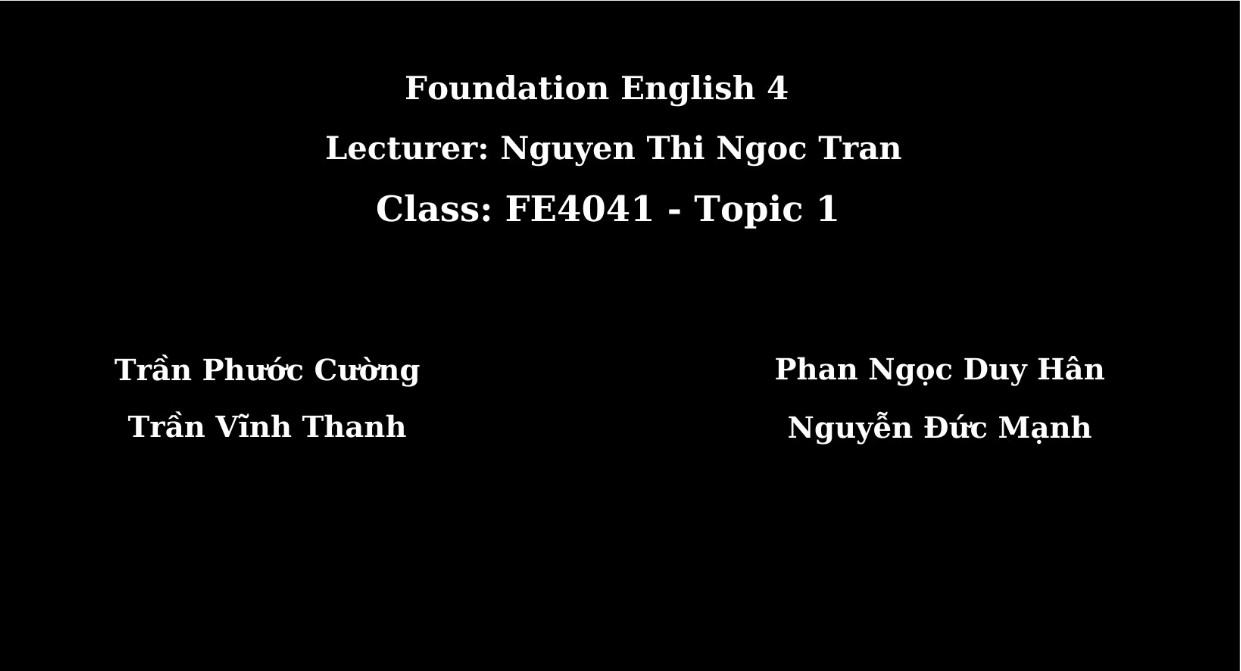 Foundation English 4
Lecturer: Nguyen Thi Ngoc Tran
Class: FE4041 - Topic 1
Trần Phước Cường
Trần Vĩnh Thanh
Phan Ngọc Duy Hân
Nguyễn Đức Mạnh